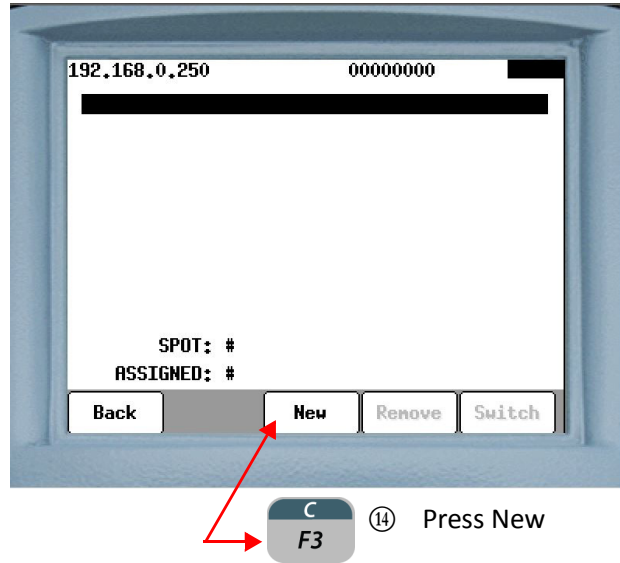 192.168.0.250 00000000
SPOT: #
ASSIGNED: #
Back New Remove Switch
C
F3
⑭ Press New